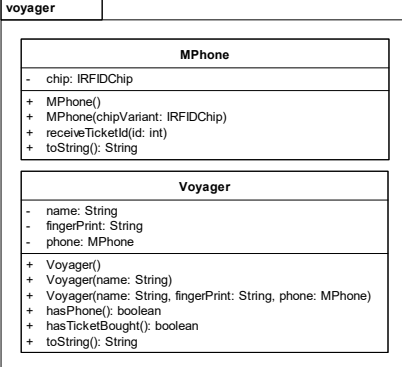 voyager
MPhone
- chip: IRFIDChip
+ MPhone()
+ MPhone(chipVariant: IRFIDChip)
+ receiveTicketId(id: int)
+ toString(): String
Voyager
- name: String
- fingerPrint: String
- phone: MPhone
+ Voyager()
+ Voyager(name: String)
+ Voyager(name: String, fingerPrint: String, phone: MPhone)
+ hasPhone(): boolean
+ hasTicketBought(): boolean
+ toString(): String